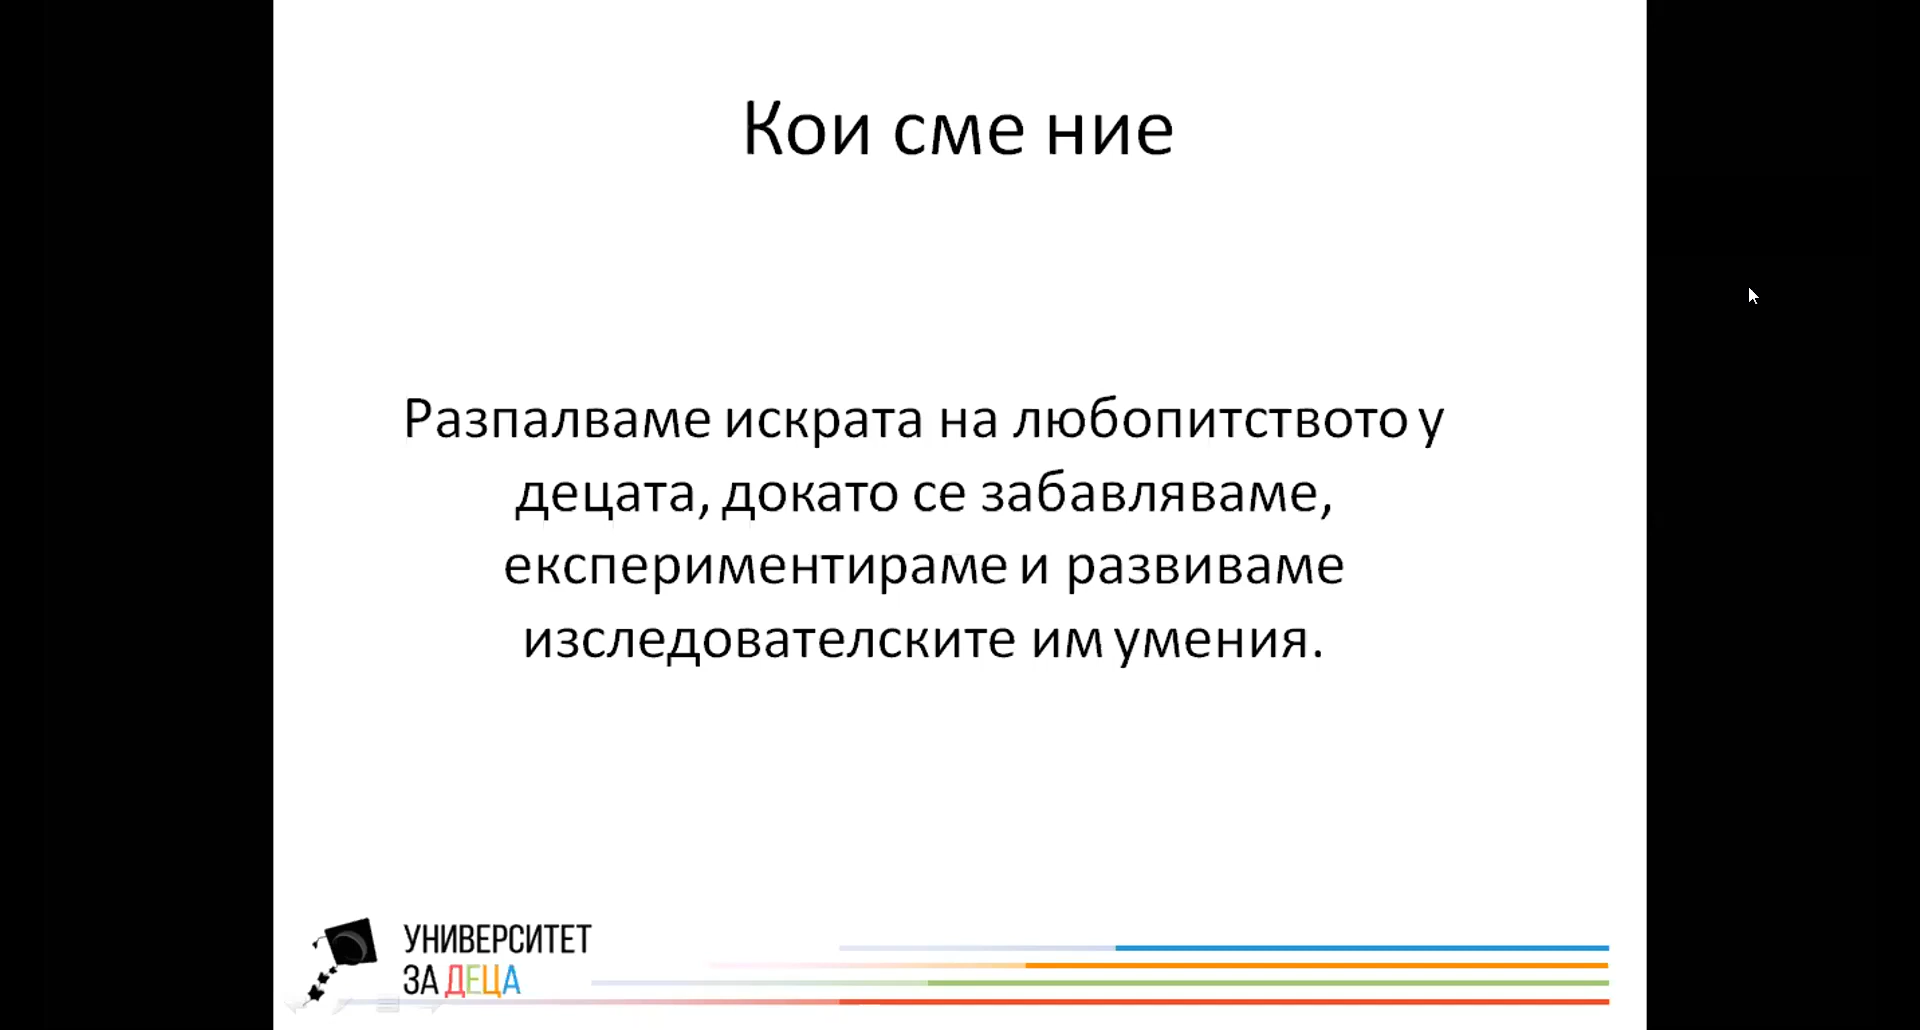 Кои сме ние
Разпалваме искрата на любопитството у
децата, докато се забавляваме,
експериментираме и развиваме
изследователските им умения.
УНИВЕРСИТЕТ
ЗА ДЕЦА